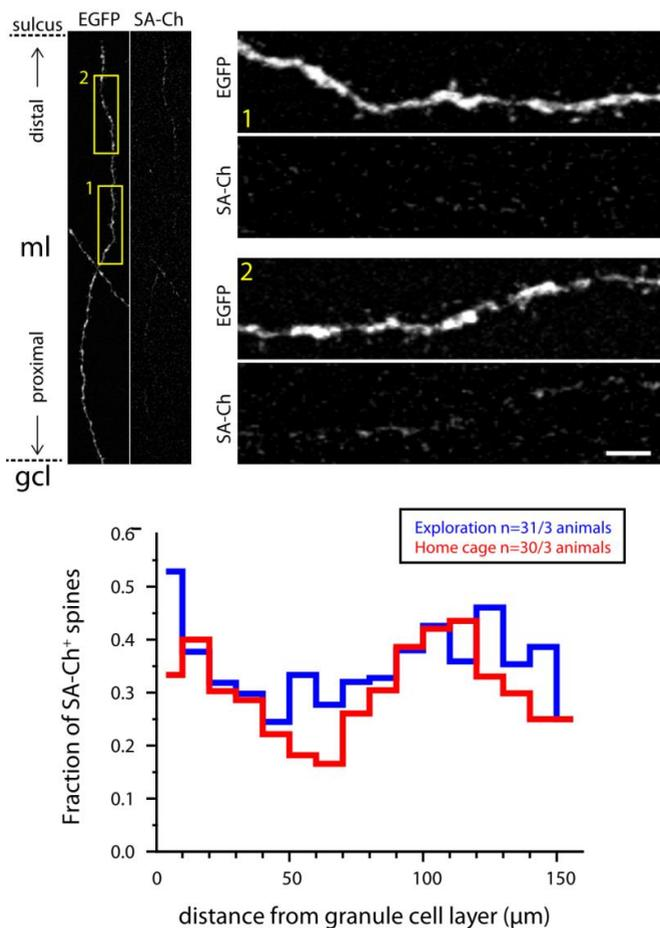 sulcus
EGFP SA-Ch
distal
2
1
ml
proximal
gcl
EGFP
1
SA-Ch
2
EGFP
SA-Ch
Exploration n=31/3 animals
Home cage n=30/3 animals
Fraction of SA-Ch⁺ spines
0.6
0.5
0.4
0.3
0.2
0.1
0.0
0 50 100 150
distance from granule cell layer (µm)